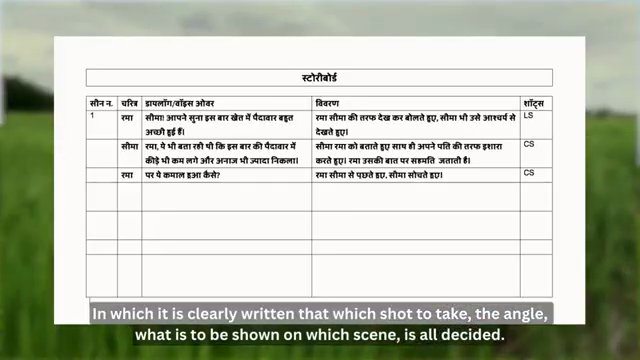 स्टोरीबोर्ड
सीन न. चरित्र डायलॉग/वॉइस ओवर विवरण शॉट्स
1 रमा सीमा! आपने सुना इस बार खेत में पैदावार बहुत अच्छी हुई हैं। रमा सीमा की तरफ देख कर बोलते हुए, सीमा भी उसे आश्चर्य से देखते हुए। LS
सीमा रमा, ये भी बता रही थी कि इस बार की पैदावार में कीड़े भी कम लगे और अनाज भी ज्यादा निकला। सीमा रमा को बताते हुए साथ ही अपने पति की तरफ इशारा करते हुए। रमा उसकी बात पर सहमति जताती हैं। CS
रमा पर ये कमाल हुआ कैसे? रमा सीमा से पूछते हुए, सीमा सोचते हुए। CS
In which it is clearly written that which shot to take, the angle,
what is to be shown on which scene, is all decided.